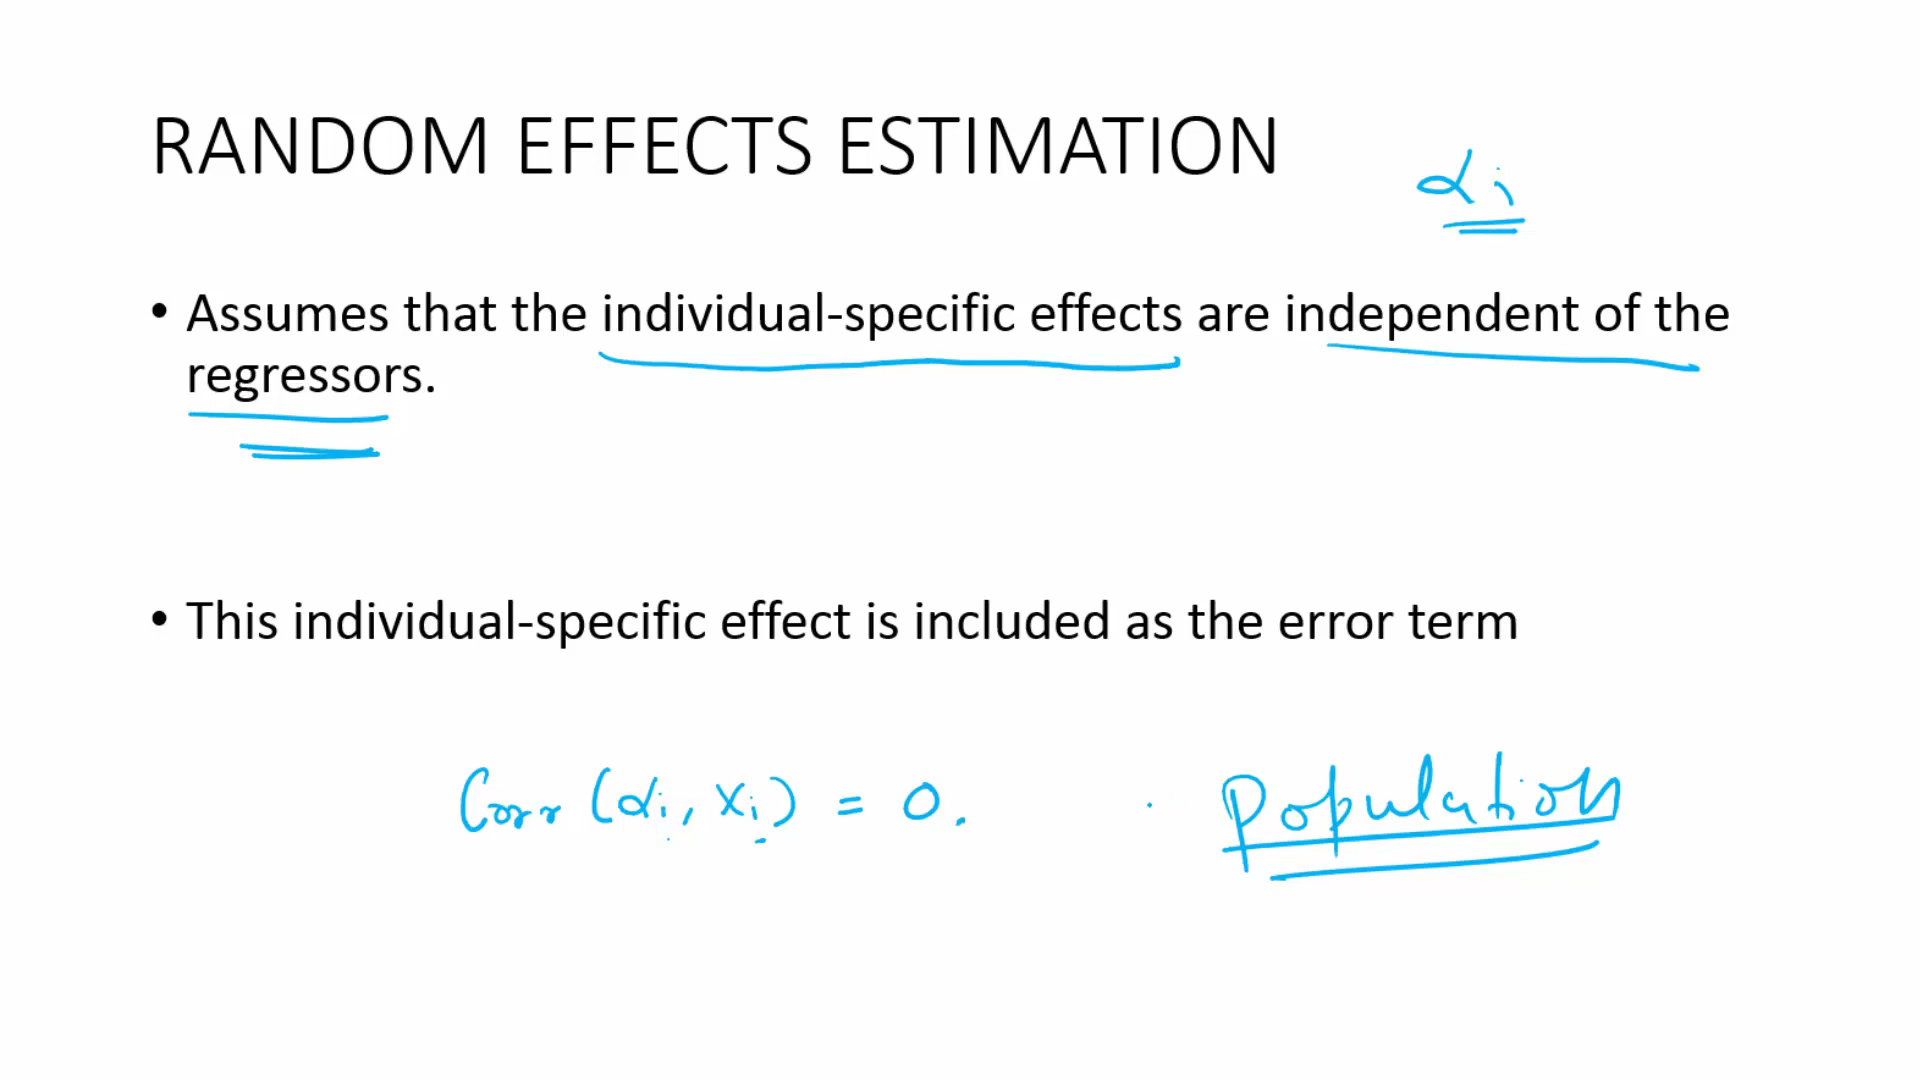 RANDOM EFFECTS ESTIMATION
αi
• Assumes that the individual-specific effects are independent of the
regressors.
• This individual-specific effect is included as the error term
Corr (αi, xi) = 0.
Population